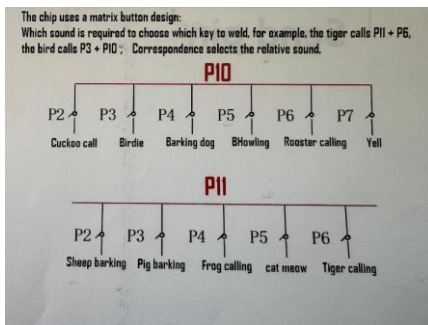 The chip uses a matrix button design:
Which sound is required to choose which key to weld, for example, the tiger calls P11 + P6,
the bird calls P3 + P10 ; Correspondence selects the relative sound.
P10
P2 P3 P4 P5 P6 P7
Cuckoo call Birdie Barking dog BHowling Rooster calling Yell
P11
P2 P3 P4 P5 P6
Sheep barking Pig barking Frog calling cat meow Tiger calling